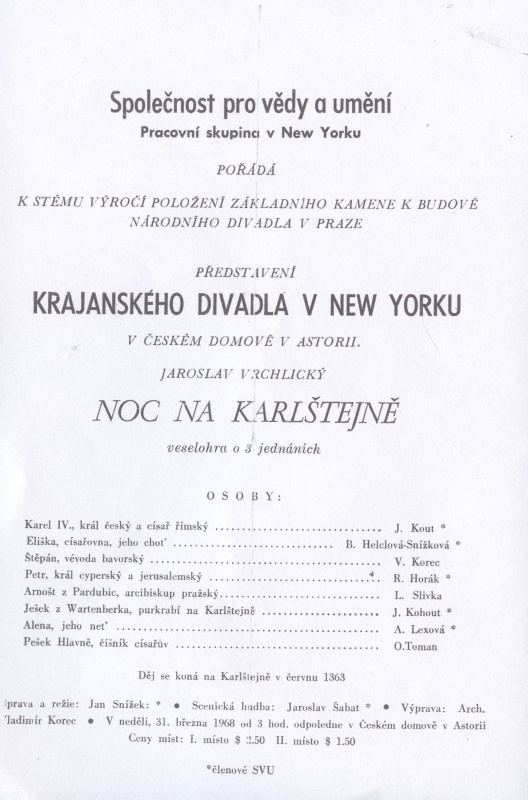 Společnost pro vědy a umění
Pracovní skupina v New Yorku
POŘÁDÁ
K STÉMU VÝROČÍ POLOŽENÍ ZÁKLADNÍHO KAMENE K BUDOVĚ
NÁRODNÍHO DIVADLA V PRAZE
PŘEDSTAVENÍ
KRAJANSKÉHO DIVADLA V NEW YORKU
V ČESKÉM DOMOVĚ V ASTORII.
JAROSLAV VRCHLICKÝ
NOC NA KARLŠTEJNĚ
veselohra o 3 jednáních
OSOBY:
Karel IV., král český a císař římský ........ J. Kout *
Eliška, císařovna, jeho choť ........ B. Helclová-Snížková *
Štěpán, vévoda bavorský ........ V. Korec
Petr, král cyperský a jerusalemský ........ R. Horák *
Arnošt z Pardubic, arcibiskup pražský ........ L. Slivka
Ješek z Wartenberka, purkrabí na Karlštejně ........ J. Kohout *
Alena, jeho neť ........ A. Lexová *
Pešek Hlavně, číšník císařův ........ O.Toman
Děj se koná na Karlštejně v červnu 1363
prava a režie: Jan Snížek: * ● Scenická hudba: Jaroslav Šabat * ● Výprava: Arch.
Vladimír Korec ● V neděli, 31. března 1968 od 3 hod. odpoledne v Českém domově v Astorii
Ceny míst: I. místo $ 2.50 II. místo $ 1.50
*členové SVU